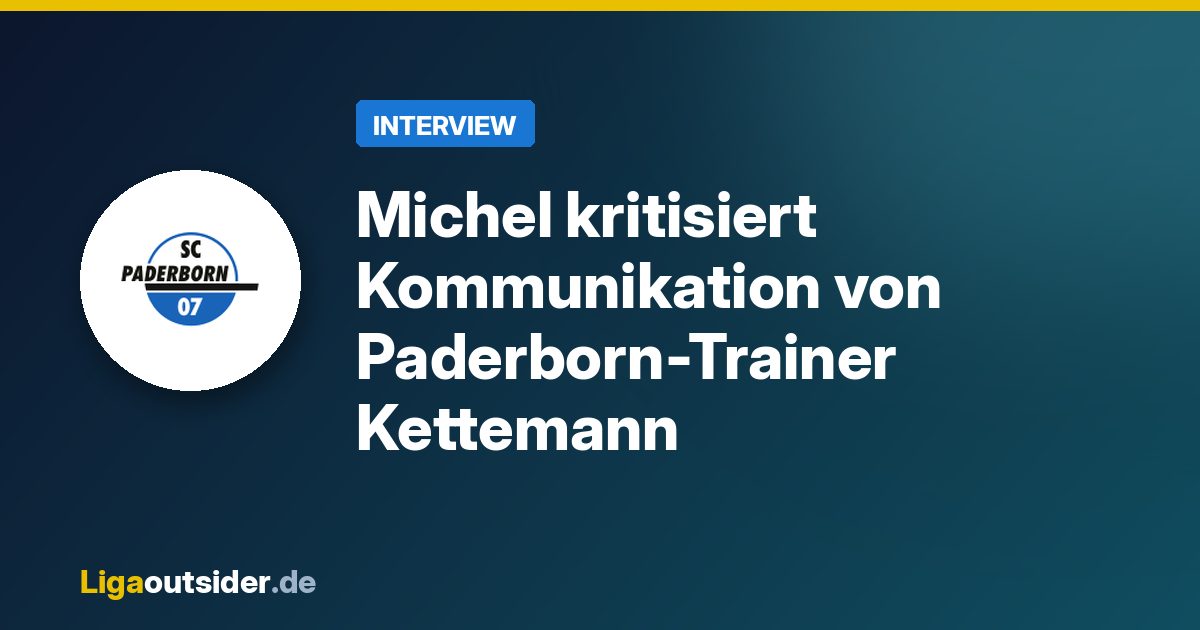 INTERVIEW
SC
PADERBORN
07
Michel kritisiert
Kommunikation von
Paderborn-Trainer
Kettemann
Ligaoutsider.de